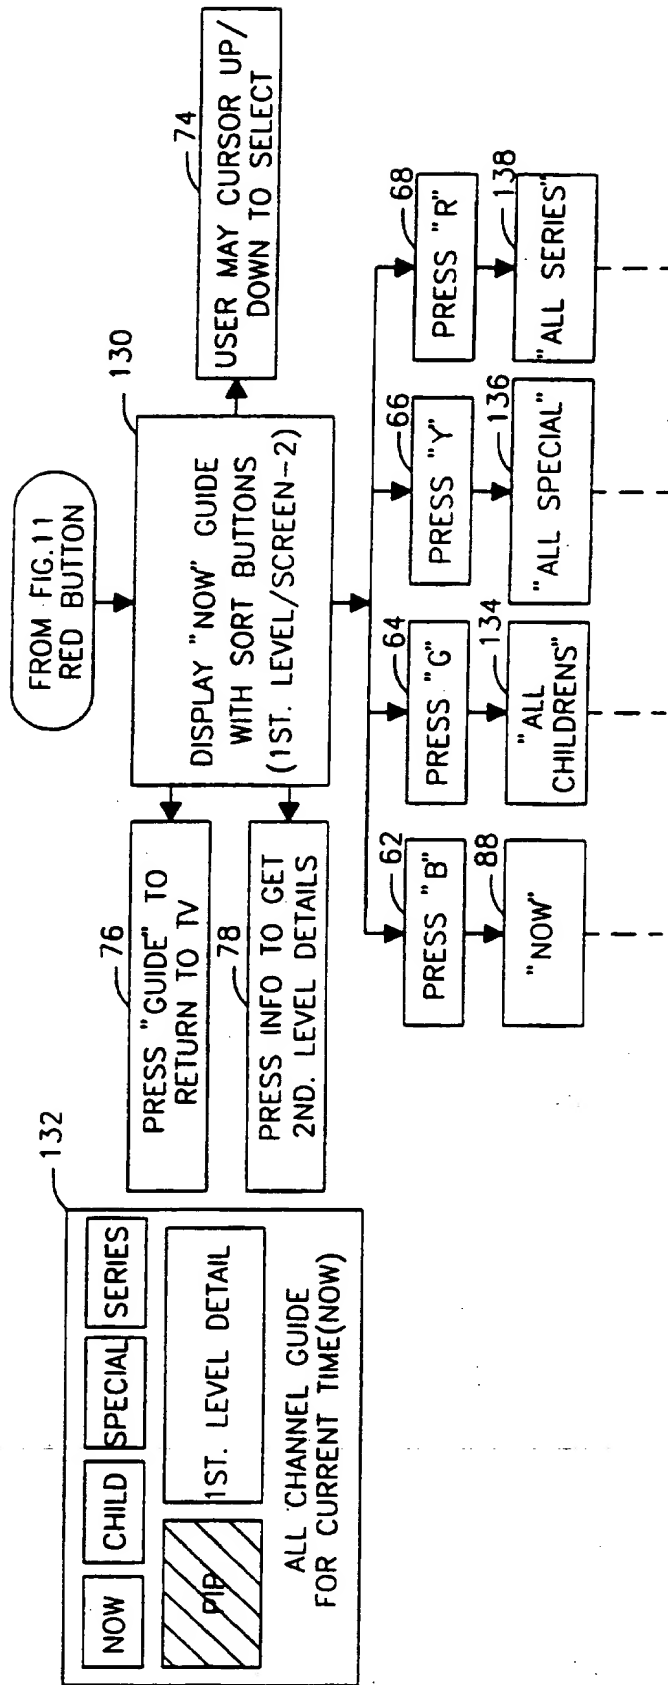 FROM FIG.11
RED BUTTON
130
DISPLAY "NOW" GUIDE
WITH SORT BUTTONS
(1ST. LEVEL/SCREEN-2)
74
USER MAY CURSOR UP/
DOWN TO SELECT
76
PRESS "GUIDE" TO
RETURN TO TV
78
PRESS INFO TO GET
2ND. LEVEL DETAILS
132
NOW
CHILD
SPECIAL
SERIES
PIP
1ST. LEVEL DETAIL
ALL CHANNEL GUIDE
FOR CURRENT TIME(NOW)
62
PRESS "B"
88
"NOW"
64
PRESS "G"
134
"ALL
CHILDRENS"
66
PRESS "Y"
136
"ALL SPECIAL"
68
PRESS "R"
138
"ALL SERIES"